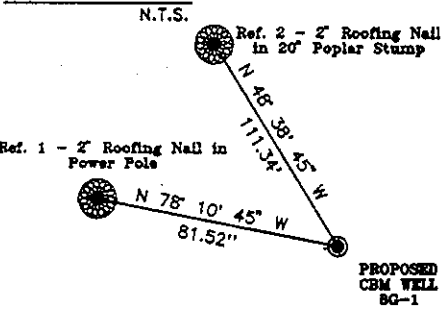 N.T.S.
Ref. 2 - 2" Roofing Nail
in 20" Poplar Stump
N 48° 38' 45" W
111.34'
Ref. 1 - 2" Roofing Nail in
Power Pole
N 78° 10' 45" W
81.52''
PROPOSED
CBM WELL
BG-1